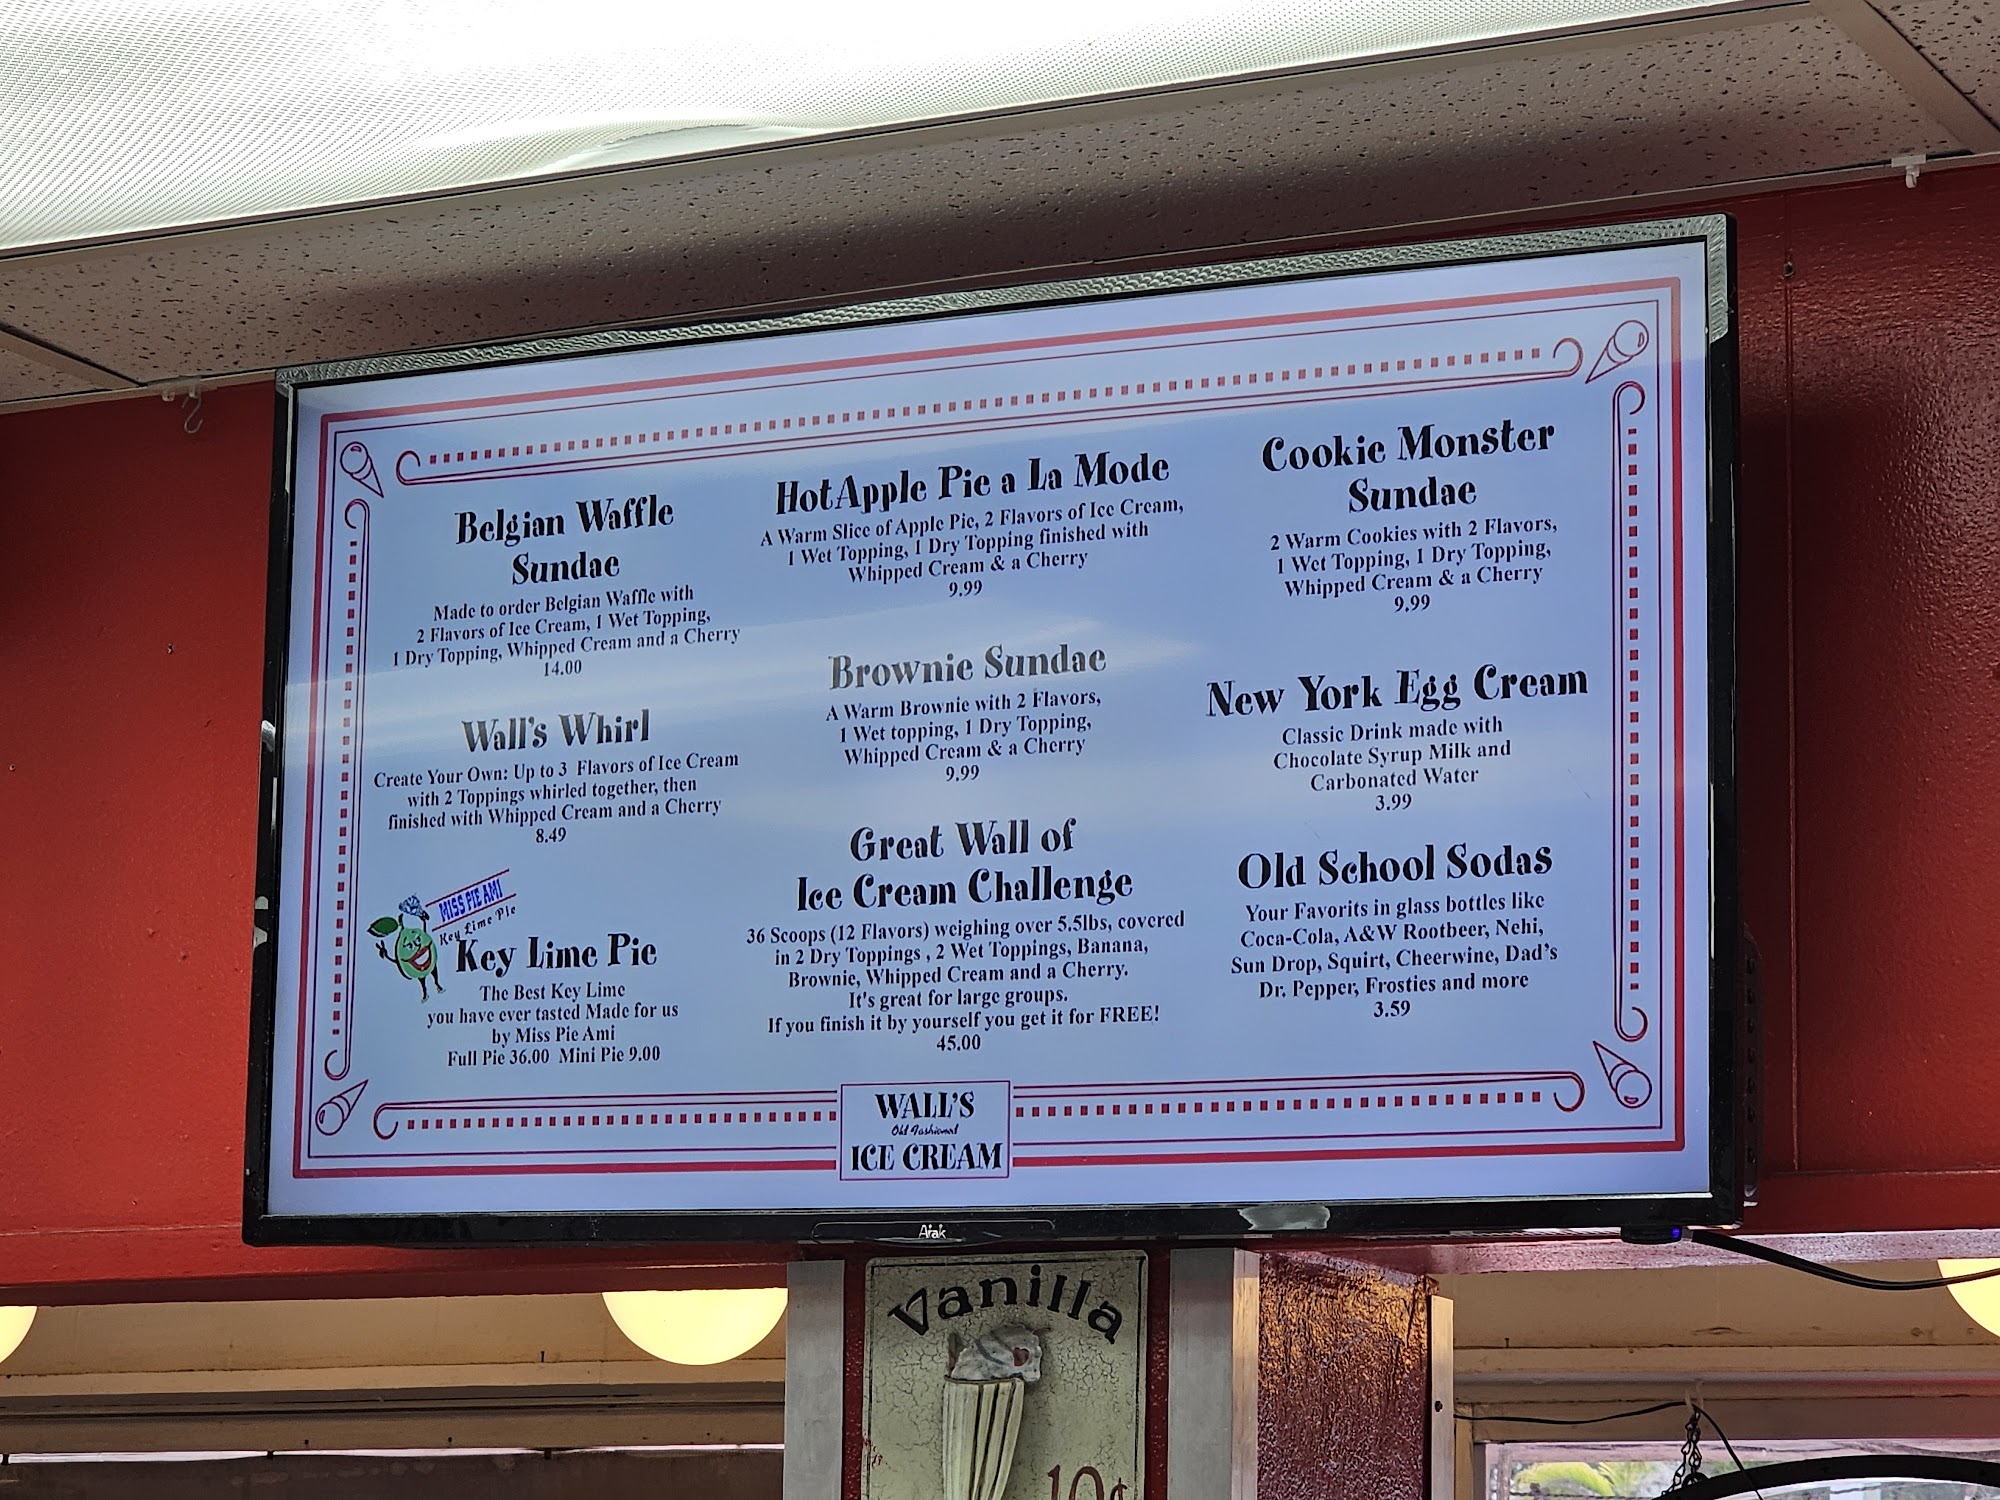 Belgian Waffle
Sundae
Made to order Belgian Waffle with
2 Flavors of Ice Cream, 1 Wet Topping,
1 Dry Topping, Whipped Cream and a Cherry
14.00
Wall's Whirl
Create Your Own: Up to 3 Flavors of Ice Cream
with 2 Toppings whirled together, then
finished with Whipped Cream and a Cherry
8.49
MISS PIE AMI
Key Lime Pie
Key Lime Pie
The Best Key Lime
you have ever tasted Made for us
by Miss Pie Ami
Full Pie 36.00 Mini Pie 9.00
Hot Apple Pie a La Mode
A Warm Slice of Apple Pie, 2 Flavors of Ice Cream,
1 Wet Topping, 1 Dry Topping finished with
Whipped Cream & a Cherry
9.99
Brownie Sundae
A Warm Brownie with 2 Flavors,
1 Wet topping, 1 Dry Topping,
Whipped Cream & a Cherry
9.99
Great Wall of
Ice Cream Challenge
36 Scoops (12 Flavors) weighing over 5.5lbs, covered
in 2 Dry Toppings , 2 Wet Toppings, Banana,
Brownie, Whipped Cream and a Cherry.
It's great for large groups.
If you finish it by yourself you get it for FREE!
45.00
Cookie Monster
Sundae
2 Warm Cookies with 2 Flavors,
1 Wet Topping, 1 Dry Topping,
Whipped Cream & a Cherry
9.99
New York Egg Cream
Classic Drink made with
Chocolate Syrup Milk and
Carbonated Water
3.99
Old School Sodas
Your Favorits in glass bottles like
Coca-Cola, A&W Rootbeer, Nehi,
Sun Drop, Squirt, Cheerwine, Dad's
Dr. Pepper, Frosties and more
3.59
WALL'S
Old Fashioned
ICE CREAM
Airak
Vanilla
10¢